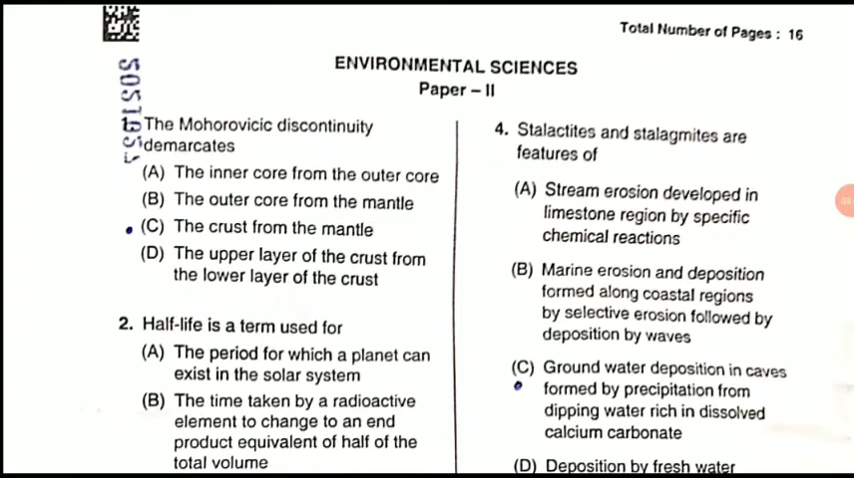 Total Number of Pages : 16
ENVIRONMENTAL SCIENCES
Paper – II
1. The Mohorovicic discontinuity
demarcates
(A) The inner core from the outer core
(B) The outer core from the mantle
(C) The crust from the mantle
(D) The upper layer of the crust from
the lower layer of the crust
2. Half-life is a term used for
(A) The period for which a planet can
exist in the solar system
(B) The time taken by a radioactive
element to change to an end
product equivalent of half of the
total volume
4. Stalactites and stalagmites are
features of
(A) Stream erosion developed in
limestone region by specific
chemical reactions
(B) Marine erosion and deposition
formed along coastal regions
by selective erosion followed by
deposition by waves
(C) Ground water deposition in caves
formed by precipitation from
dipping water rich in dissolved
calcium carbonate
(D) Deposition by fresh water